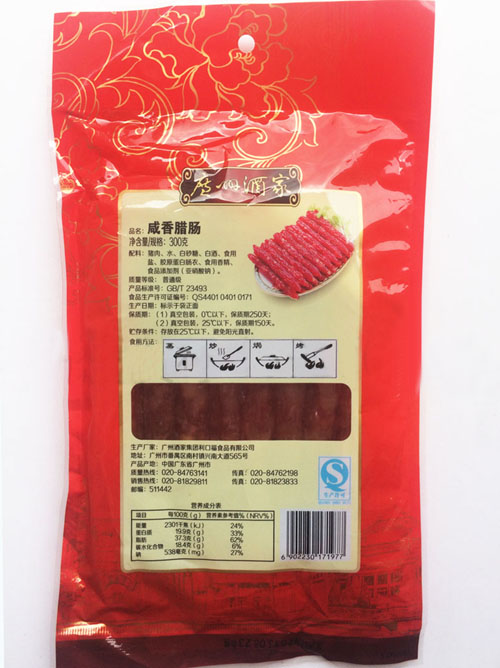 广州酒家
品名: 咸香腊肠
净含量/规格: 300克
配料: 猪肉、水、白砂糖、白酒、食用
盐、胶原蛋白肠衣、食用香精、
食品添加剂 (亚硝酸钠) 。
质量等级: 普通级
产品标准号: GB/T 23493
食品生产许可证编号: QS4401 0401 0171
生产日期: 标示于袋正面
保质期: (1) 真空包装, 0℃以下, 保质期250天;
(2) 真空包装, 25℃以下, 保质期150天。
贮存条件: 存放在25℃以下, 避免阳光直射。
食用方法:
蒸 炒 焗 烤
生产厂家: 广州酒家集团利口福食品有限公司
地址: 广州市番禺区南村镇兴南大道565号
产地: 中国广东省广州市
质量热线: 020-84763141 传真: 020-84762198
销售热线: 020-81829811 传真: 020-81823833
邮编: 511442
QS
生产许可
营养成分表
项目 每100克 (g) 营养素参考值% (NRV%)
能量 2301千焦 (kJ) 24%
蛋白质 19.9克 (g) 33%
脂肪 37.3克 (g) 62%
碳水化合物 18.4克 (g) 6%
钠 538毫克 (mg) 27%
6 902230 171977